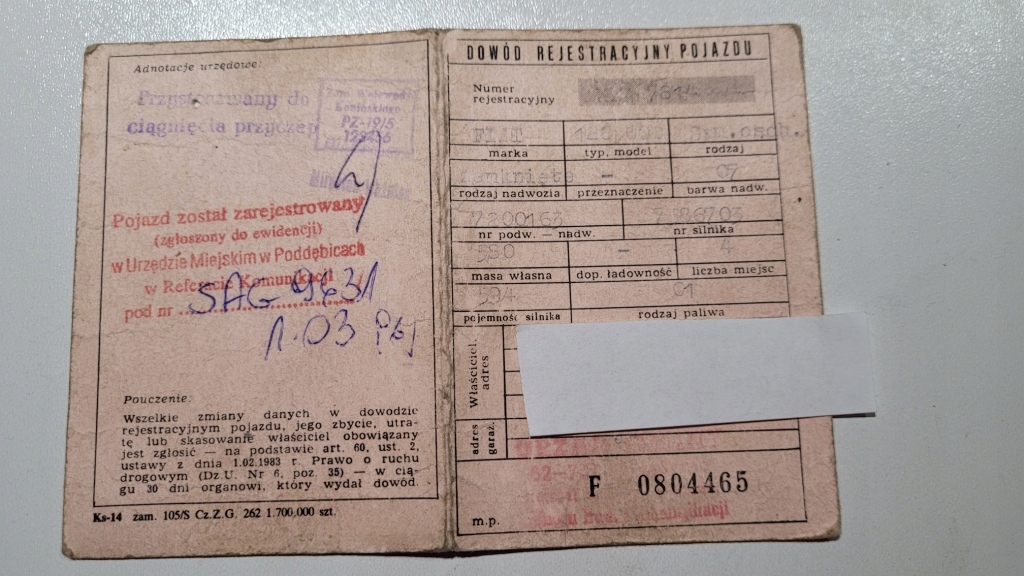 Adnotacje urzędowe:
Przystosowany do
ciągnięcia przyczep
PZ-1915
Pojazd został zarejestrowany
(zgłoszony do ewidencji)
w Urzędzie Miejskim w Poddębicach
w Referacie Komunikacji
pod nr SAG 9631
Pouczenie:
Wszelkie zmiany danych w dowodzie
rejestracyjnym pojazdu, jego zbycie, utra-
tę lub skasowanie właściciel obowiązany
jest zgłosić — na podstawie art. 60, ust. 2,
ustawy z dnia 1.02.1983 r. Prawo o ruchu
drogowym (Dz.U. Nr 6, poz. 35) — w cią-
gu 30 dni organowi, który wydał dowód.
Ks-14 zam. 105/S Cz.Z.G. 262 1.700.000 szt.
DOWÓD REJESTRACYJNY POJAZDU
Numer
rejestracyjny
FIAT
marka typ, model rodzaj
— 07
rodzaj nadwozia przeznaczenie barwa nadw.
7200163
nr podw. — nadw. nr silnika
— 4
masa własna dop. ładowność liczba miejsc
594 01
pojemność silnika rodzaj paliwa
Właściciel,
adres
adres
garaż.
F 0804465
m.p.